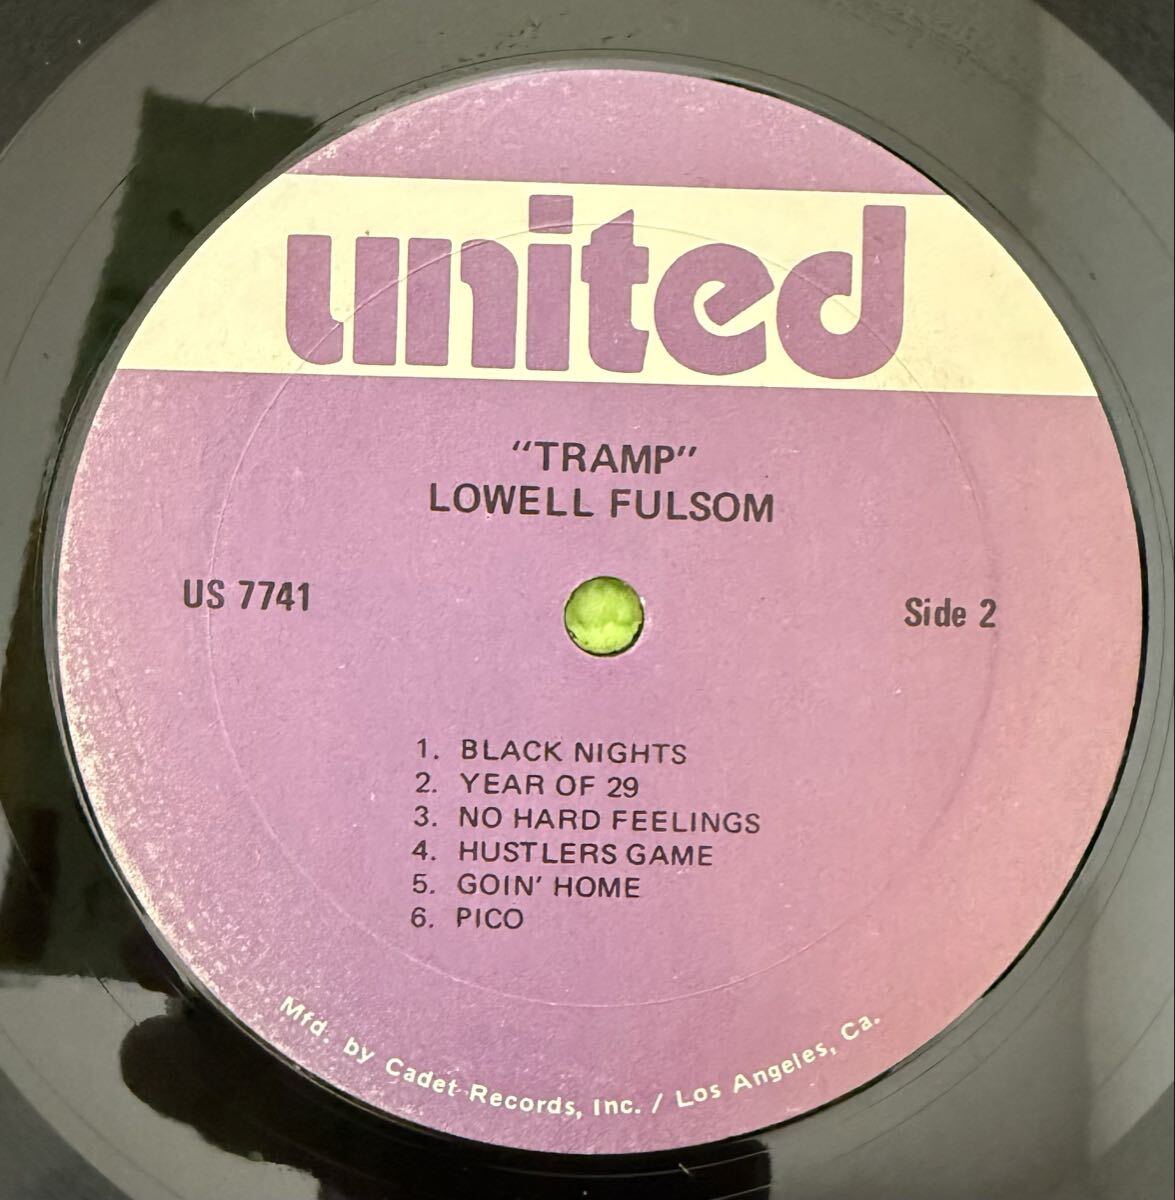 united
"TRAMP"
LOWELL FULSOM
US 7741
Side 2
1. BLACK NIGHTS
2. YEAR OF 29
3. NO HARD FEELINGS
4. HUSTLERS GAME
5. GOIN' HOME
6. PICO
Mfd. by Cadet Records, Inc. / Los Angeles, Ca.